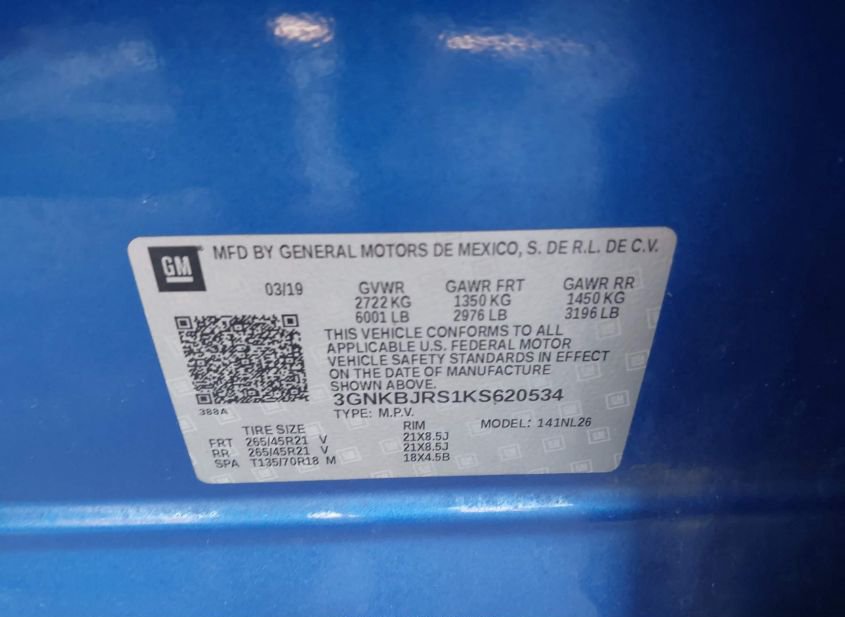 GM
MFD BY GENERAL MOTORS DE MEXICO, S. DE R.L. DE C.V.
03/19 GVWR GAWR FRT GAWR RR
2722 KG 1350 KG 1450 KG
6001 LB 2976 LB 3196 LB
THIS VEHICLE CONFORMS TO ALL
APPLICABLE U.S. FEDERAL MOTOR
VEHICLE SAFETY STANDARDS IN EFFECT
ON THE DATE OF MANUFACTURE
SHOWN ABOVE.
388A
3GNKBJRS1KS620534
TYPE: M.P.V. MODEL: 141NL26
TIRE SIZE RIM
FRT 265/45R21 V 21X8.5J
RR 265/45R21 V 21X8.5J
SPA T135/70R18 M 18X4.5B